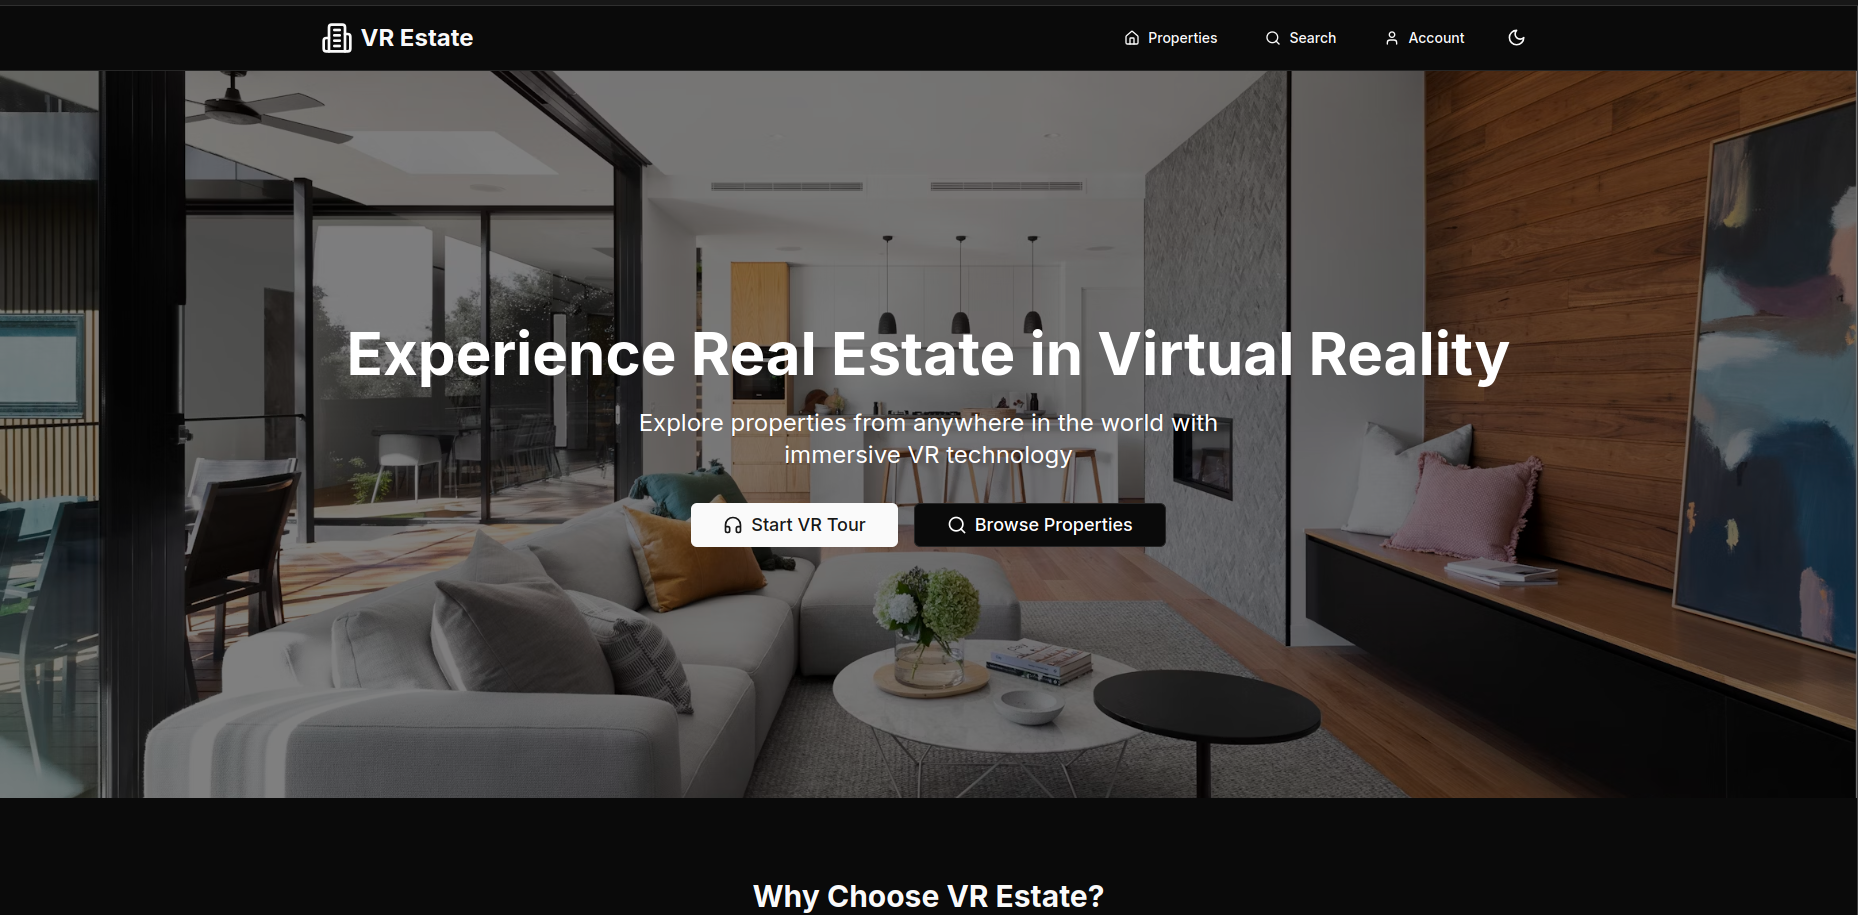 VR Estate
Properties
Search
Account
Experience Real Estate in Virtual Reality
Explore properties from anywhere in the world with
immersive VR technology
Start VR Tour
Browse Properties
Why Choose VR Estate?